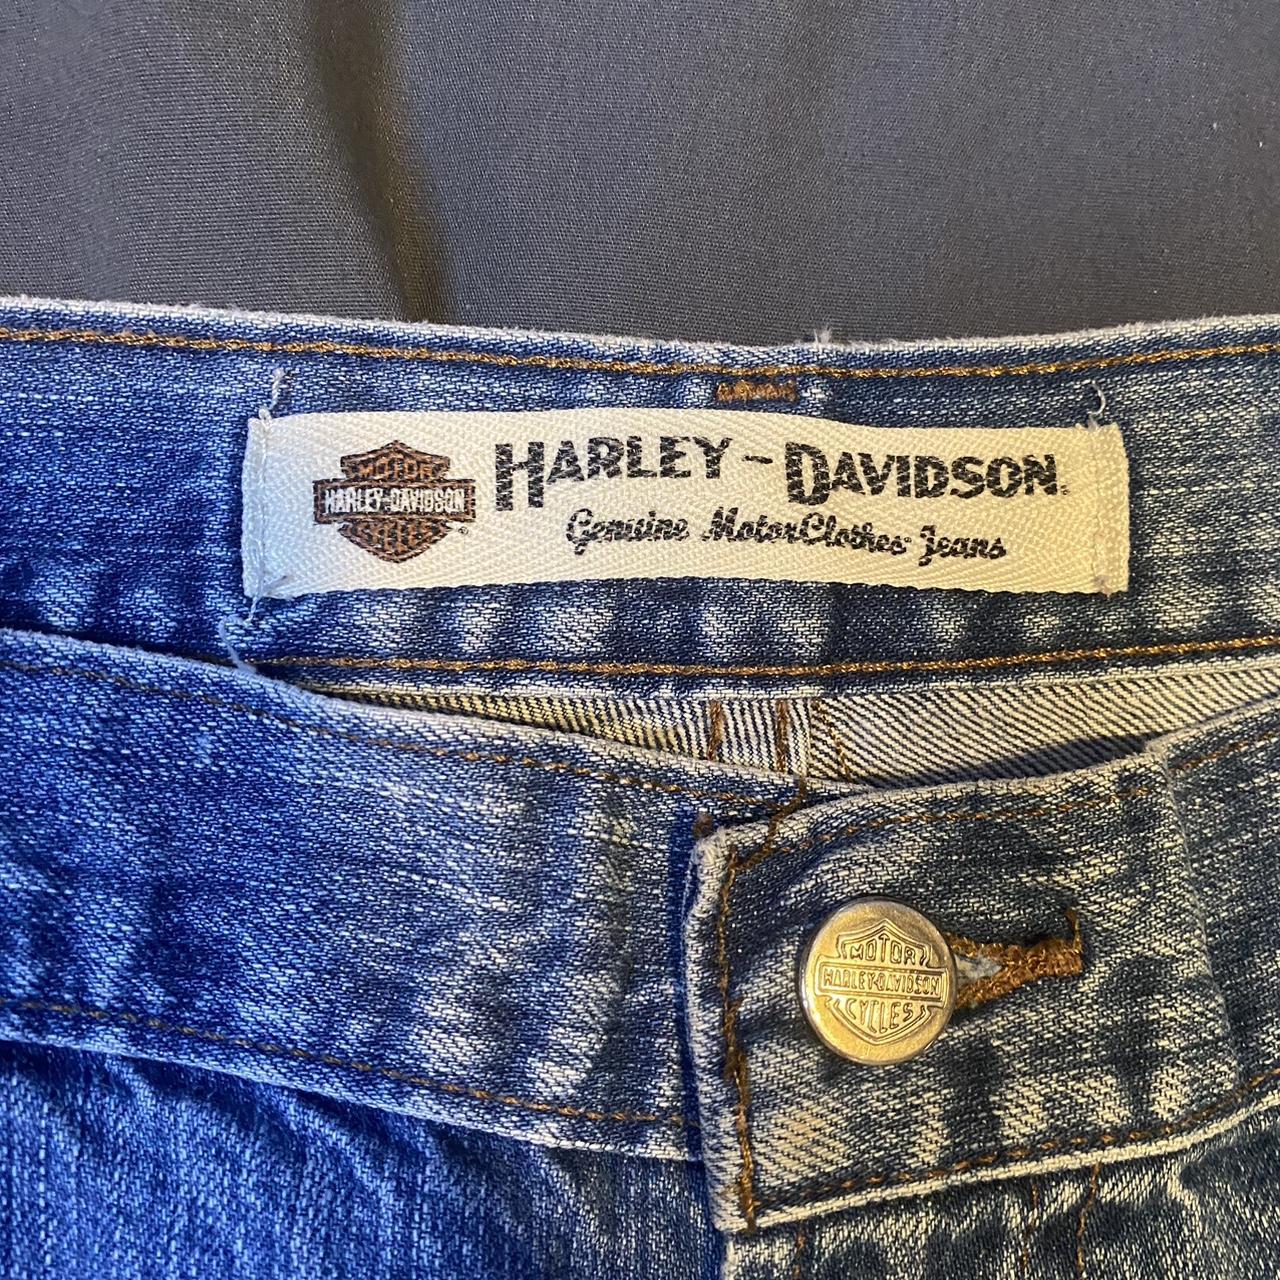 MOTOR
HARLEY-DAVIDSON
CYCLES
HARLEY-DAVIDSON®
Genuine MotorClothes® Jeans
MOTOR
HARLEY-DAVIDSON
CYCLES